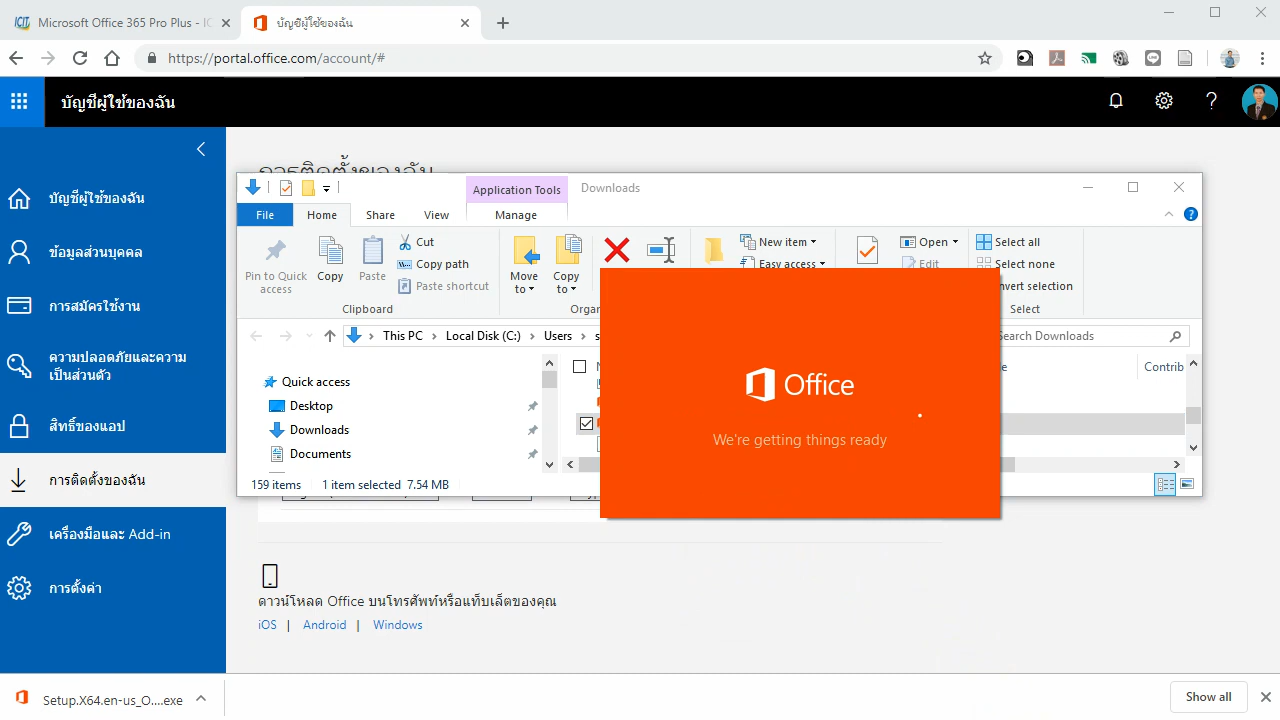 Microsoft Office 365 Pro Plus - IC
บัญชีผู้ใช้ของฉัน
https://portal.office.com/account/#
บัญชีผู้ใช้ของฉัน
บัญชีผู้ใช้ของฉัน
ข้อมูลส่วนบุคคล
การสมัครใช้งาน
ความปลอดภัยและความ
เป็นส่วนตัว
สิทธิ์ของแอป
การติดตั้งของฉัน
เครื่องมือและ Add-in
การตั้งค่า
การติดตั้งของฉัน
Application Tools
Downloads
File
Home
Share
View
Manage
Pin to Quick
access
Copy
Paste
Cut
Copy path
Paste shortcut
Clipboard
Move
to
Copy
to
New item
Easy access
Open
Edit
Select all
Select none
Invert selection
Select
This PC
Local Disk (C:)
Users
Search Downloads
Quick access
Desktop
Downloads
Documents
Contrib
159 items
1 item selected 7.54 MB
Office
We're getting things ready
ดาวน์โหลด Office บนโทรศัพท์หรือแท็บเล็ตของคุณ
iOS | Android | Windows
Setup.X64.en-us_O....exe
Show all